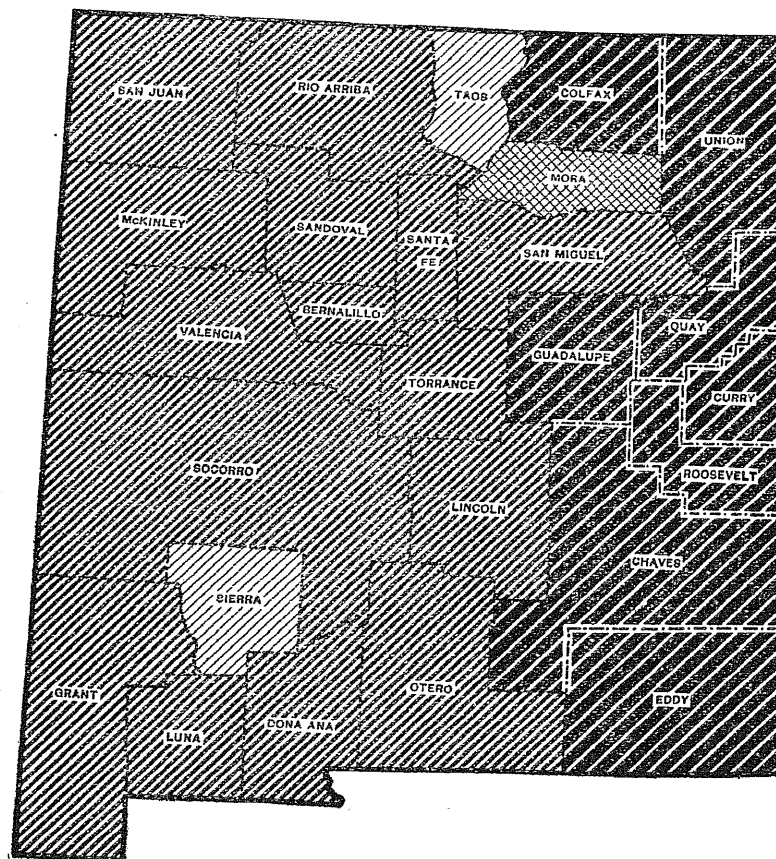 SAN JUAN
RIO ARRIBA
TAOS
COLFAX
UNION
MORA
McKINLEY
SANDOVAL
SANTA
FE
SAN MIGUEL
BERNALILLO
VALENCIA
QUAY
GUADALUPE
TORRANCE
CURRY
SOCORRO
ROOSEVELT
LINCOLN
CHAVES
SIERRA
GRANT
LUNA
DONA ANA
OTERO
EDDY